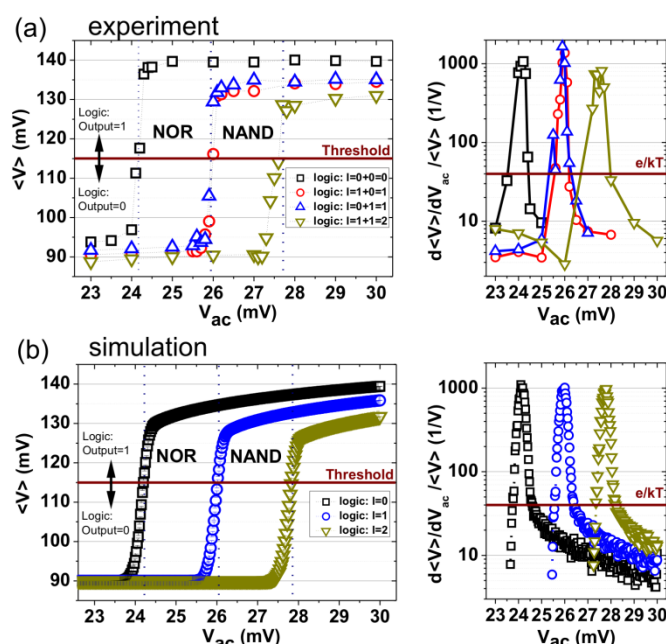 (a) experiment
140
130
120
110
100
90
<V> (mV)
Logic:
Output=1
Logic:
Output=0
NOR NAND
Threshold
logic: I=0+0=0
logic: I=1+0=1
logic: I=0+1=1
logic: I=1+1=2
23 24 25 26 27 28 29 30
Vac (mV)
1000
100
10
d<V>/dVac /<V> (1/V)
e/kT
23 24 25 26 27 28 29 30
Vac (mV)
(b) simulation
140
130
120
110
100
90
<V> (mV)
Logic:
Output=1
Logic:
Output=0
NOR NAND
Threshold
logic: I=0
logic: I=1
logic: I=2
23 24 25 26 27 28 29 30
Vac (mV)
1000
100
10
d<V>/dVac /<V> (1/V)
e/kT
23 24 25 26 27 28 29 30
Vac (mV)